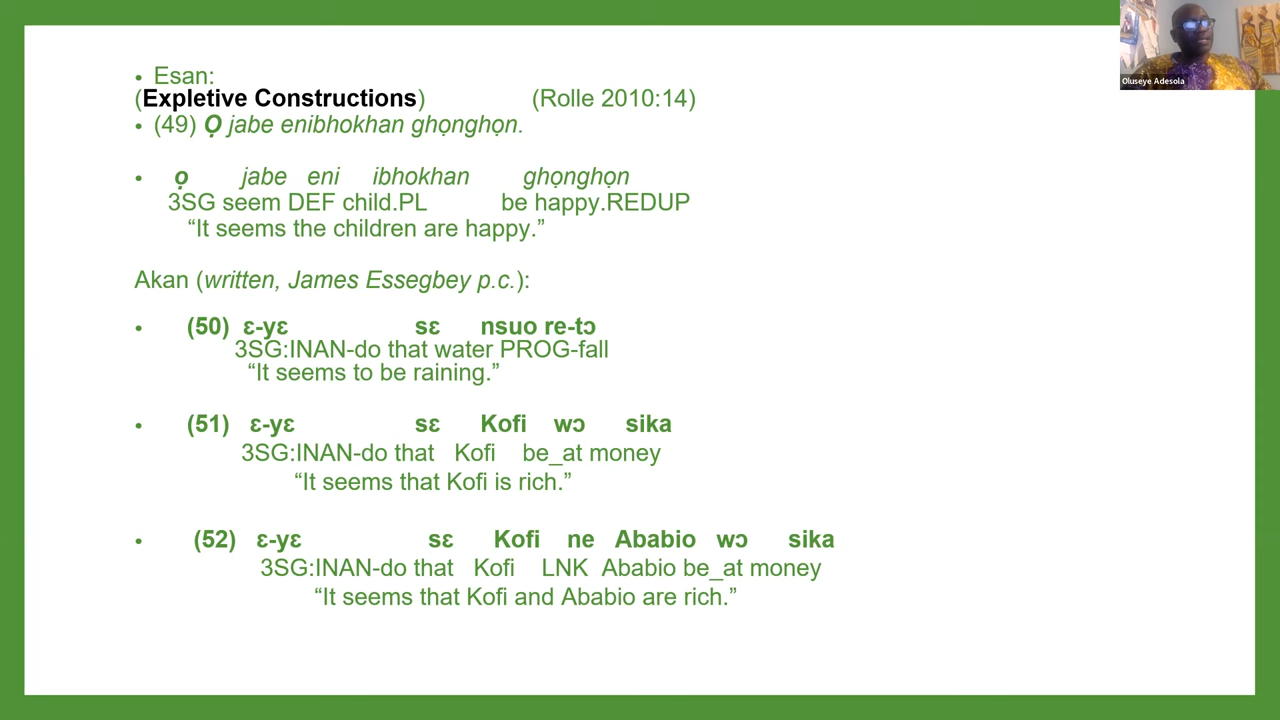 • Esan:
(Expletive Constructions) (Rolle 2010:14)
• (49) Ọ jabe enibhokhan ghọnghọn.
• ọ jabe eni ibhokhan ghọnghọn
3SG seem DEF child.PL be happy.REDUP
“It seems the children are happy.”
Akan (written, James Essegbey p.c.):
• (50) ɛ-yɛ sɛ nsuo re-tɔ
3SG:INAN-do that water PROG-fall
“It seems to be raining.”
• (51) ɛ-yɛ sɛ Kofi wɔ sika
3SG:INAN-do that Kofi be_at money
“It seems that Kofi is rich.”
• (52) ɛ-yɛ sɛ Kofi ne Ababio wɔ sika
3SG:INAN-do that Kofi LNK Ababio be_at money
“It seems that Kofi and Ababio are rich.”
Oluseye Adesola